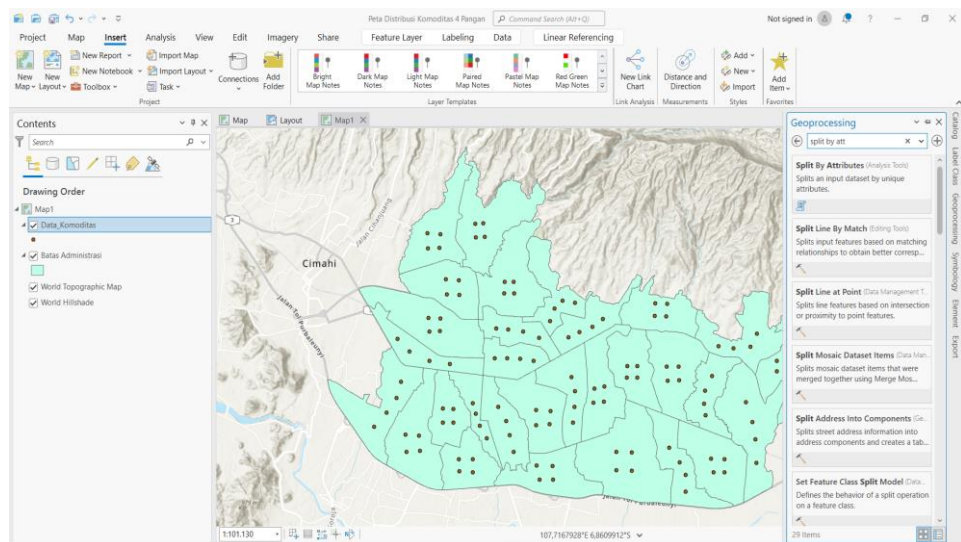 Peta Distribusi Komoditas 4 Pangan
Command Search (Alt+Q)
Not signed in
Project Map Insert Analysis View Edit Imagery Share Feature Layer Labeling Data Linear Referencing
New Map
New Layout
New Report
New Notebook
Toolbox
Import Map
Import Layout
Task
Connections
Add Folder
Project
Bright Map Notes
Dark Map Notes
Light Map Notes
Paired Map Notes
Pastel Map Notes
Red Green Map Notes
Layer Templates
New Link Chart
Link Analysis
Distance and Direction
Measurements
Add
New
Import
Styles
Add Item
Favorites
Contents
Search
Drawing Order
Map1
Data_Komoditas
Batas Administrasi
World Topographic Map
World Hillshade
Map Layout Map1
3
Jalan Cihanjuang
Cimahi
Jalan Tol Purbaleunyi
Jalan Tol Purbaleunyi
1:101.130
107,7167928°E 6,8609912°S
Geoprocessing
split by att
Split By Attributes (Analysis Tools)
Splits an input dataset by unique
attributes.
Split Line By Match (Editing Tools)
Splits input features based on matching
relationships to obtain better corresp...
Split Line at Point (Data Management T...
Splits line features based on intersection
or proximity to point features.
Split Mosaic Dataset Items (Data Man...
Splits mosaic dataset items that were
merged together using Merge Mos...
Split Address Into Components (Ge...
Splits street address information into
address components and creates a tab...
Set Feature Class Split Model (Data...
Defines the behavior of a split operation
on a feature class.
29 Items
Catalog
Label Class
Geoprocessing
Symbology
Element
Export